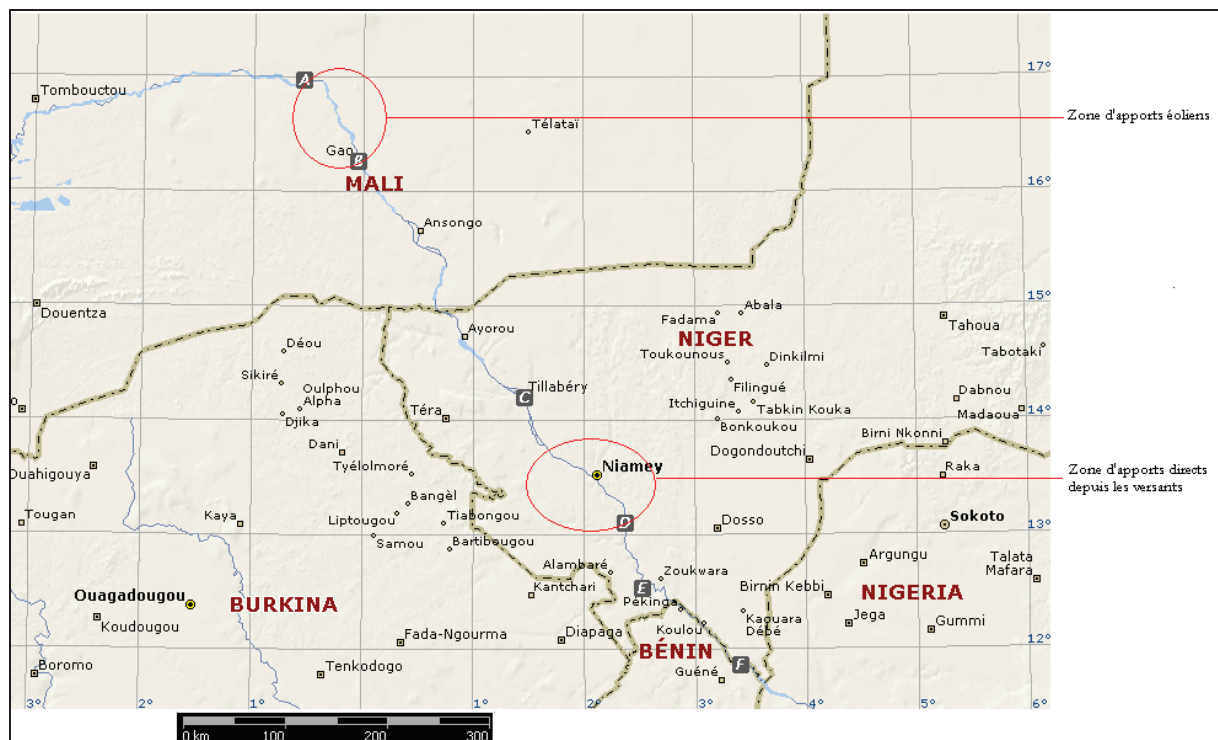 17°
Tombouctou
A
Zone d'apports éoliens
Télataï
Gao
B
MALI
16°
Ansongo
15°
Douentza
Abala
Fadama
NIGER
Tahoua
Ayorou
Déou
Toukounous
Dinkilmi
Tabotaki
Sikiré
Oulphou
Alpha
Tillabéry
C
Filingué
Dabnou
Djika
Téra
Itchiguine
Tabkin Kouka
Madaoua
14°
Bonkoukou
Dani
Birni Nkonni
Ouahigouya
Tyélolmoré
Niamey
Dogondoutchi
Raka
Zone d'apports directs
depuis les versants
Bangèl
Tougan
Kaya
Liptougou
Tiabongou
D
Dosso
Sokoto
13°
Samou
Bartibougou
Argungu
Talata
Mafara
Alambaré
Zoukwara
Ouagadougou
BURKINA
Kantchari
E
Birnin Kebbi
NIGERIA
Pékinga
Koudougou
Kaoura
Débé
Jega
Gummi
Fada-Ngourma
Diapaga
Koulou
12°
BÉNIN
Boromo
Tenkodogo
Guéné
F
3° 2° 1° 0° 1° 2° 3° 4° 5° 6°
0 km 100 200 300